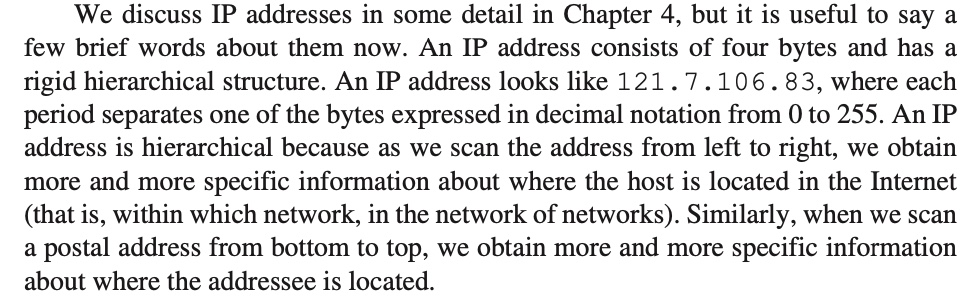 We discuss IP addresses in some detail in Chapter 4, but it is useful to say a
few brief words about them now. An IP address consists of four bytes and has a
rigid hierarchical structure. An IP address looks like 121.7.106.83, where each
period separates one of the bytes expressed in decimal notation from 0 to 255. An IP
address is hierarchical because as we scan the address from left to right, we obtain
more and more specific information about where the host is located in the Internet
(that is, within which network, in the network of networks). Similarly, when we scan
a postal address from bottom to top, we obtain more and more specific information
about where the addressee is located.